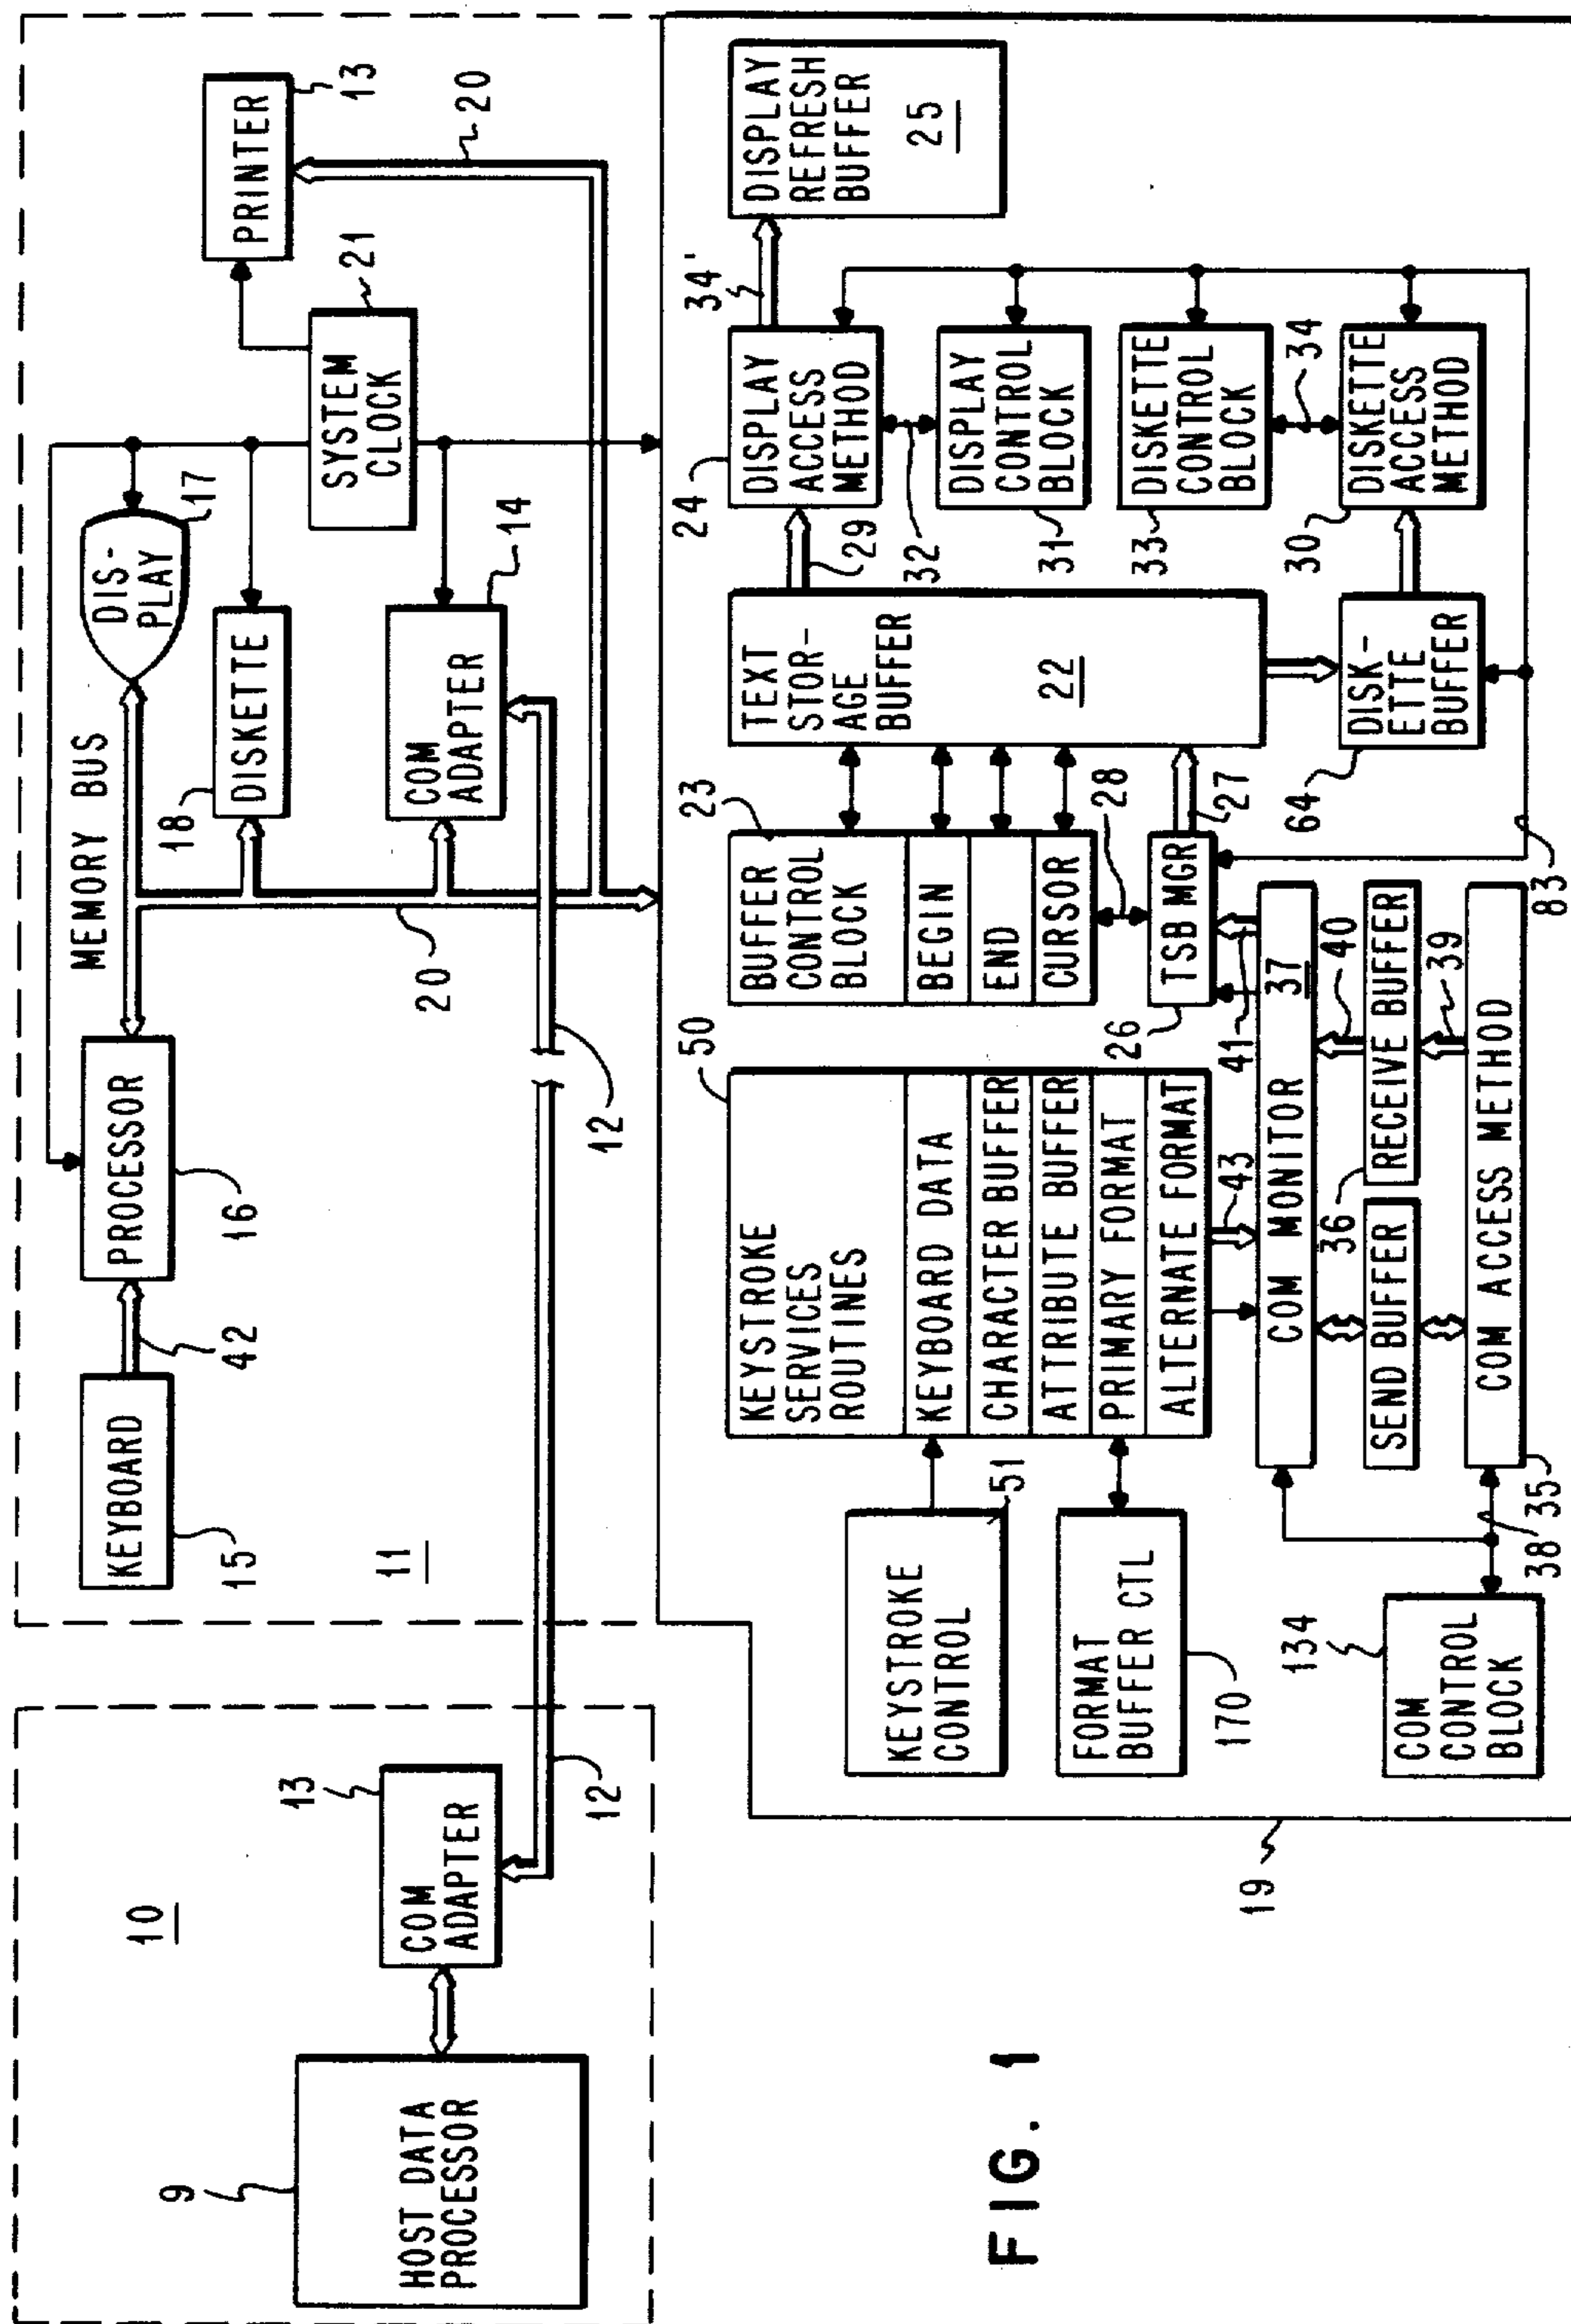 10
9
HOST DATA
PROCESSOR
13
COM
ADAPTER
12
11
KEYBOARD
15
42
PROCESSOR
16
MEMORY BUS
20
12
DIS-
PLAY
17
18
DISKETTE
COM
ADAPTER
14
SYSTEM
CLOCK
21
PRINTER
13
20
19
KEYSTROKE
CONTROL
51
FORMAT
BUFFER CTL
170
134
COM
CONTROL
BLOCK
38
35
50
KEYSTROKE
SERVICES
ROUTINES
KEYBOARD DATA
CHARACTER BUFFER
ATTRIBUTE BUFFER
PRIMARY FORMAT
ALTERNATE FORMAT
43
COM MONITOR
37
41
SEND BUFFER
36
RECEIVE BUFFER
40
39
COM ACCESS METHOD
83
23
BUFFER
CONTROL
BLOCK
BEGIN
END
CURSOR
28
26
TSB MGR
27
TEXT
STOR-
AGE
BUFFER
22
29
64
DISK-
ETTE
BUFFER
24
DISPLAY
ACCESS
METHOD
34'
32
DISPLAY
CONTROL
BLOCK
31
DISKETTE
CONTROL
BLOCK
33
34
DISKETTE
ACCESS
METHOD
30
DISPLAY
REFRESH
BUFFER
25
FIG. 1